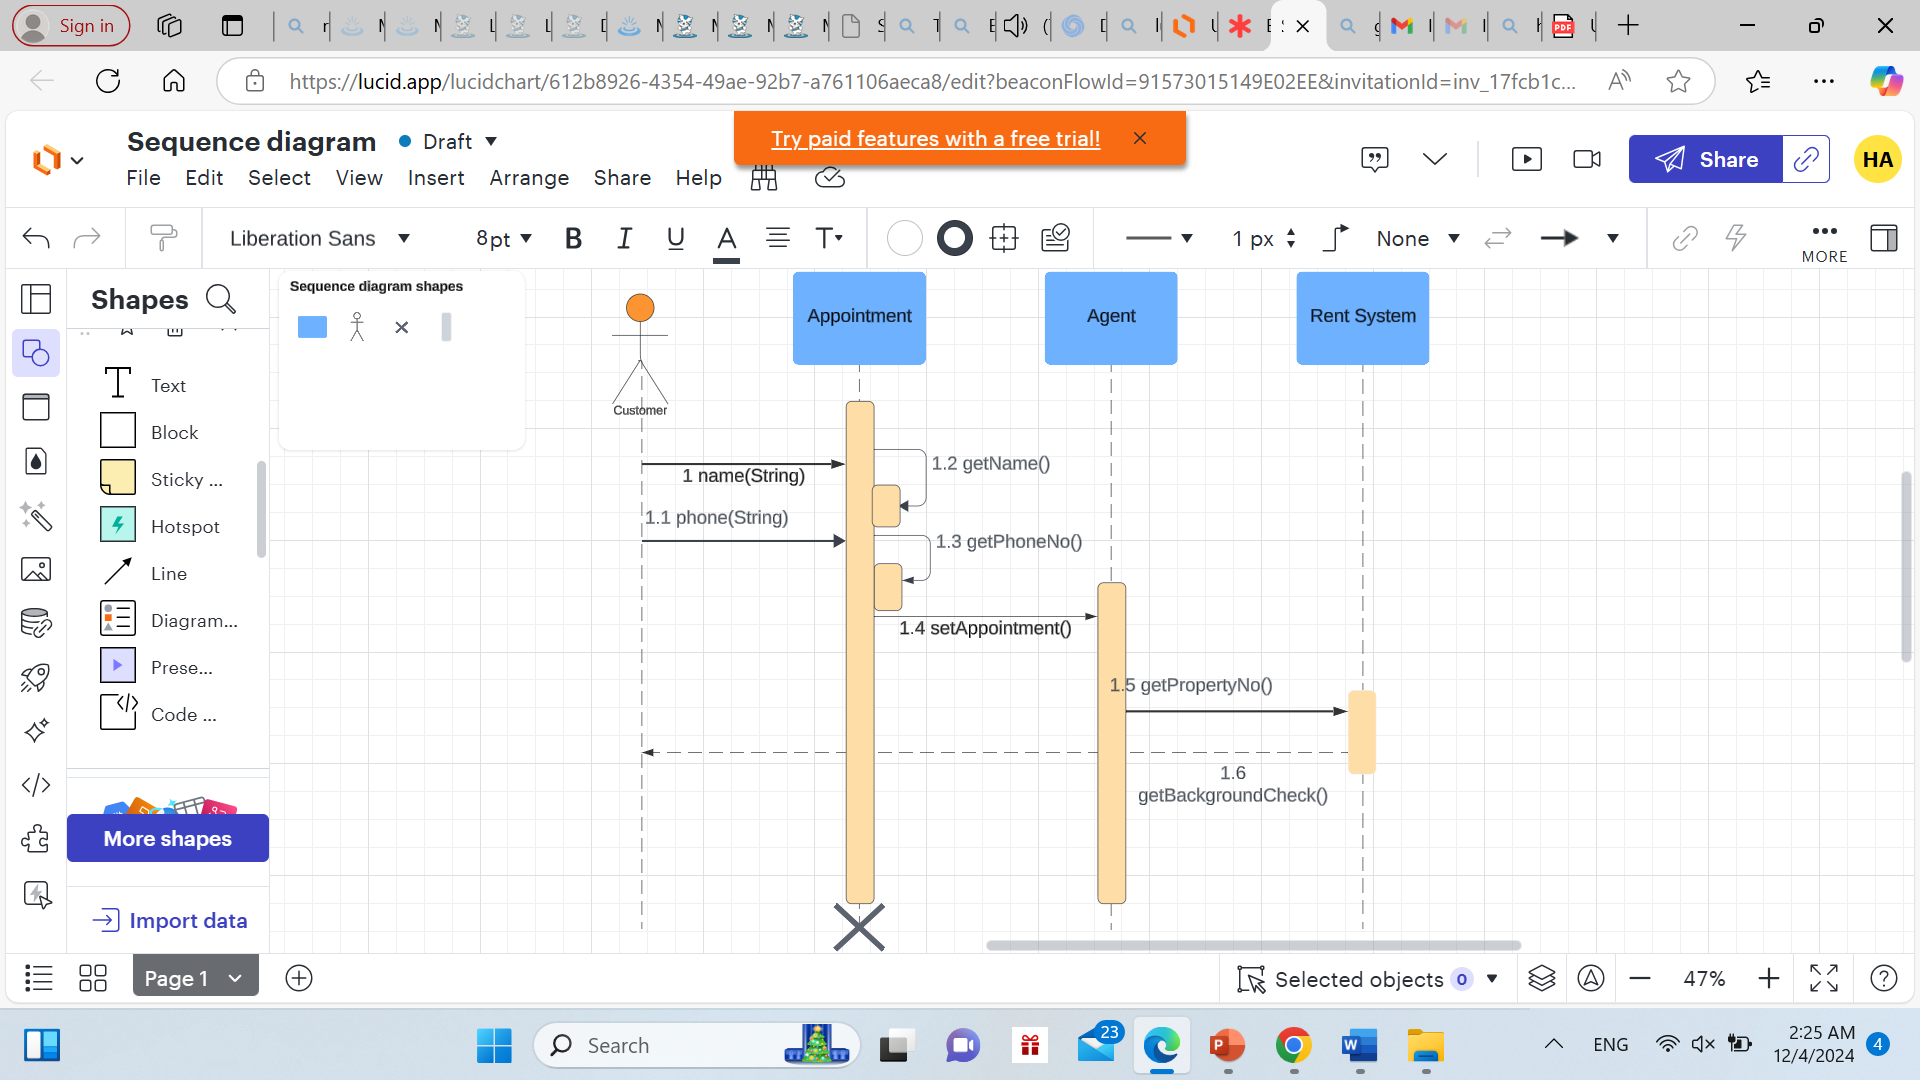 Sign in
https://lucid.app/lucidchart/612b8926-4354-49ae-92b7-a761106aeca8/edit?beaconFlowId=91573015149E02EE&invitationId=inv_17fcb1c...
Sequence diagram
Draft
Try paid features with a free trial!
Share
HA
File Edit Select View Insert Arrange Share Help
Liberation Sans
8pt
B I U A T
1 px
None
MORE
Shapes
Text
Block
Sticky ...
Hotspot
Line
Diagram...
Prese...
Code ...
More shapes
Import data
Sequence diagram shapes
Customer
Appointment
Agent
Rent System
1 name(String)
1.2 getName()
1.1 phone(String)
1.3 getPhoneNo()
1.4 setAppointment()
1.5 getPropertyNo()
1.6
getBackgroundCheck()
Page 1
Selected objects 0
47%
Search
23
ENG
2:25 AM
12/4/2024
4